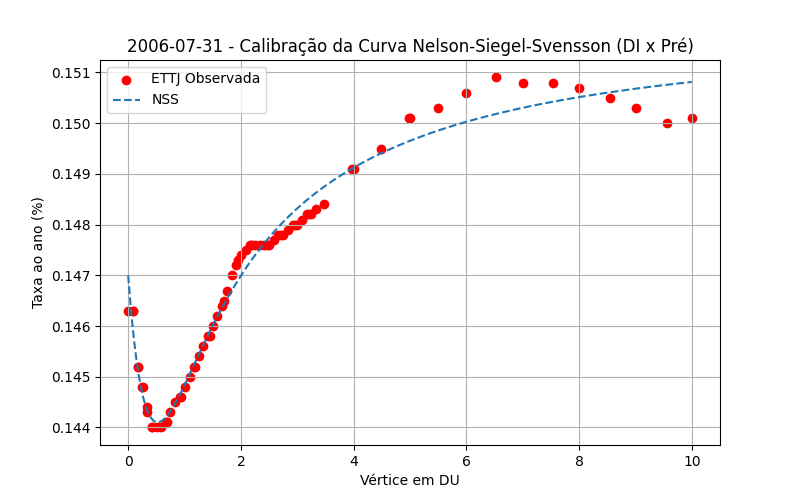 2006-07-31 - Calibração da Curva Nelson-Siegel-Svensson (DI x Pré)
ETTJ Observada
NSS
Taxa ao ano (%)
0.151
0.150
0.149
0.148
0.147
0.146
0.145
0.144
0 2 4 6 8 10
Vértice em DU